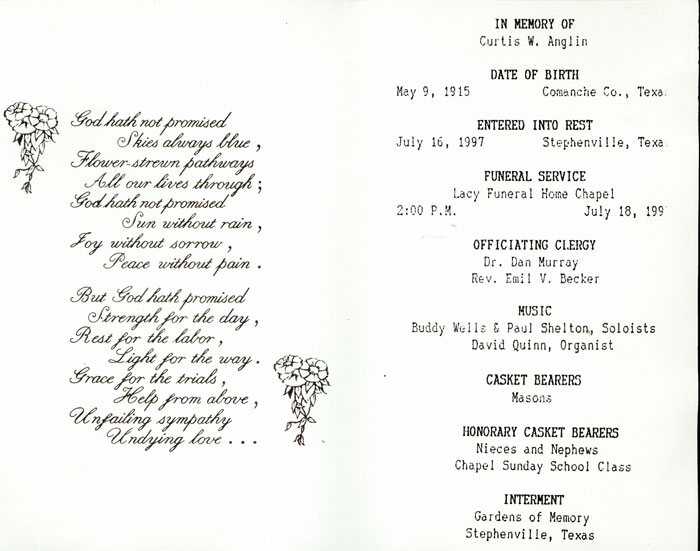 God hath not promised
Skies always blue,
Flower-strewn pathways
All our lives through;
God hath not promised
Sun without rain,
Joy without sorrow,
Peace without pain.
But God hath promised
Strength for the day,
Rest for the labor,
Light for the way.
Grace for the trials,
Help from above,
Unfailing sympathy
Undying love...
IN MEMORY OF
Curtis W. Anglin
DATE OF BIRTH
May 9, 1915 Comanche Co., Texa
ENTERED INTO REST
July 16, 1997 Stephenville, Texa
FUNERAL SERVICE
Lacy Funeral Home Chapel
2:00 P.M. July 18, 199
OFFICIATING CLERGY
Dr. Dan Murray
Rev. Emil V. Becker
MUSIC
Buddy Wells & Paul Shelton, Soloists
David Quinn, Organist
CASKET BEARERS
Masons
HONORARY CASKET BEARERS
Nieces and Nephews
Chapel Sunday School Class
INTERMENT
Gardens of Memory
Stephenville, Texas